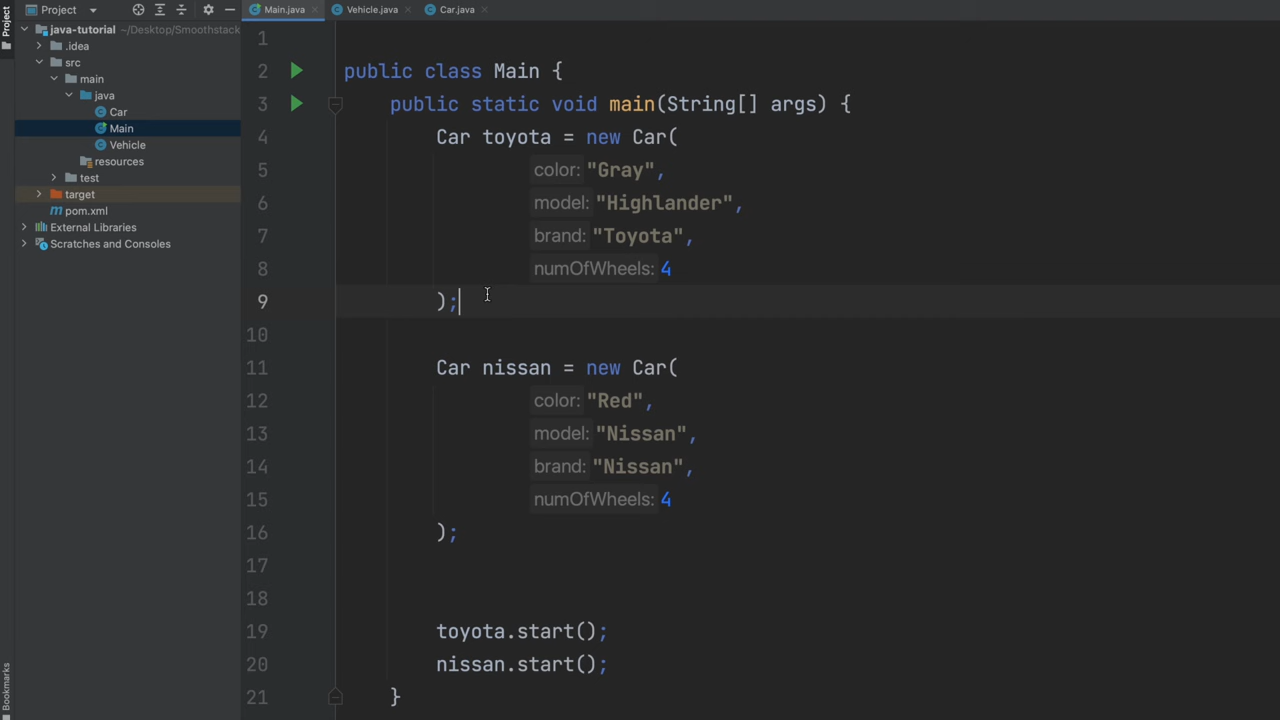 Project
Main.java
Vehicle.java
Car.java
Project
java-tutorial ~/Desktop/Smoothstack
.idea
src
main
java
Car
Main
Vehicle
resources
test
target
pom.xml
External Libraries
Scratches and Consoles
Bookmarks
1
2 public class Main {
3 public static void main(String[] args) {
4 Car toyota = new Car(
5 color: "Gray",
6 model: "Highlander",
7 brand: "Toyota",
8 numOfWheels: 4
9 );
10
11 Car nissan = new Car(
12 color: "Red",
13 model: "Nissan",
14 brand: "Nissan",
15 numOfWheels: 4
16 );
17
18
19 toyota.start();
20 nissan.start();
21 }